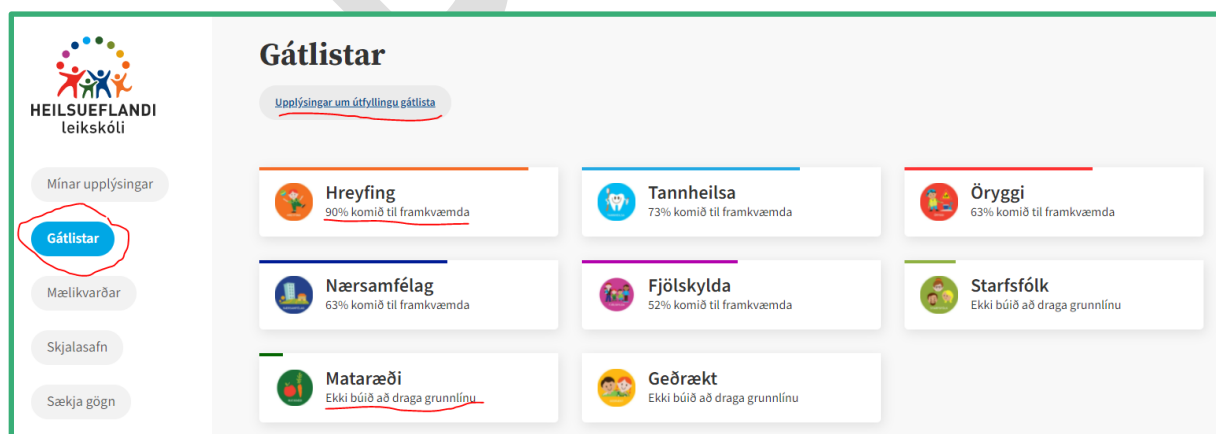 HEILSUEFLANDI
leikskóli
Mínar upplýsingar
Gátlistar
Mælikvarðar
Skjalasafn
Sækja gögn
Gátlistar
Upplýsingar um útfyllingu gátlista
Hreyfing
90% komið til framkvæmda
Tannheilsa
73% komið til framkvæmda
Öryggi
63% komið til framkvæmda
Nærsamfélag
63% komið til framkvæmda
Fjölskylda
52% komið til framkvæmda
Starfsfólk
Ekki búið að draga grunnlínu
Mataræði
Ekki búið að draga grunnlínu
Geðrækt
Ekki búið að draga grunnlínu